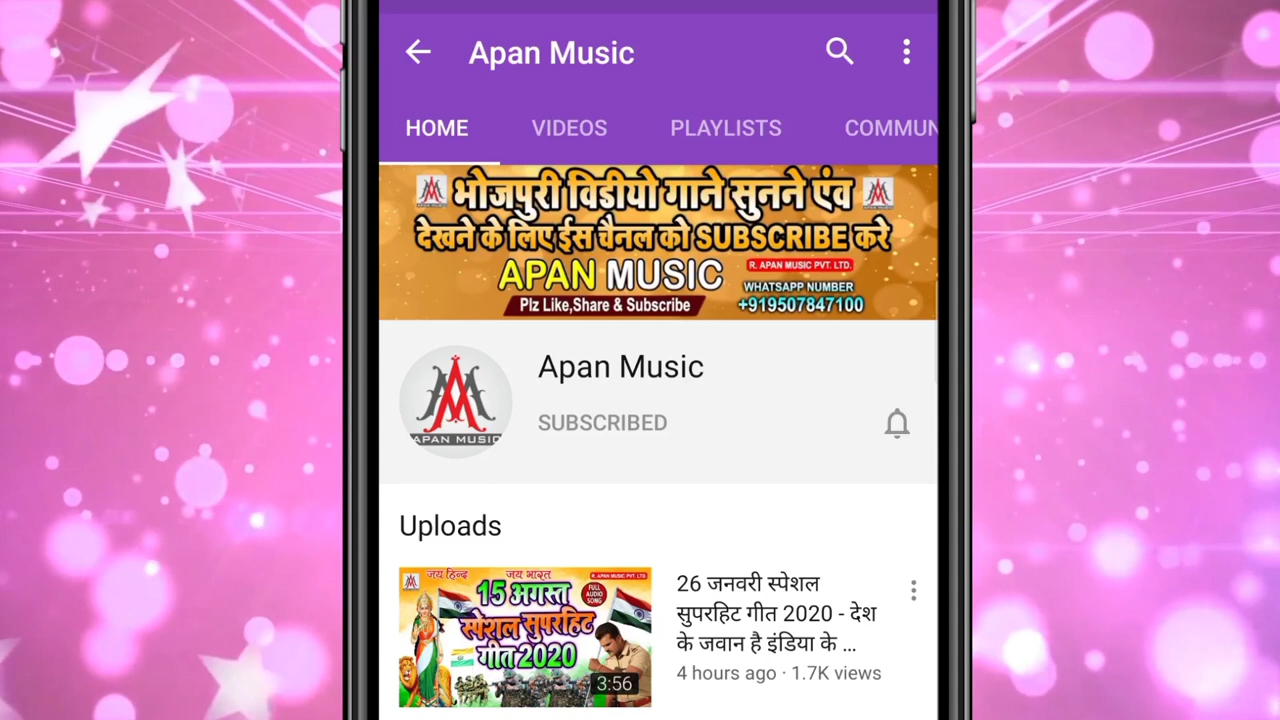 Apan Music
HOME VIDEOS PLAYLISTS COMMUN
भोजपुरी विडीयो गाने सुनने एंव
देखने के लिए ईस चैनल को SUBSCRIBE करे
APAN MUSIC
R. APAN MUSIC PVT. LTD.
WHATSAPP NUMBER
+919507847100
Plz Like,Share & Subscribe
Apan Music
SUBSCRIBED
APAN MUSIC
Uploads
जय हिन्द जय भारत
R. APAN MUSIC PVT. LTD
15 अगस्त
FULL
AUDIO
SONG
स्पेशल सुपरहिट
गीत 2020
3:56
26 जनवरी स्पेशल
सुपरहिट गीत 2020 - देश
के जवान है इंडिया के ...
4 hours ago · 1.7K views